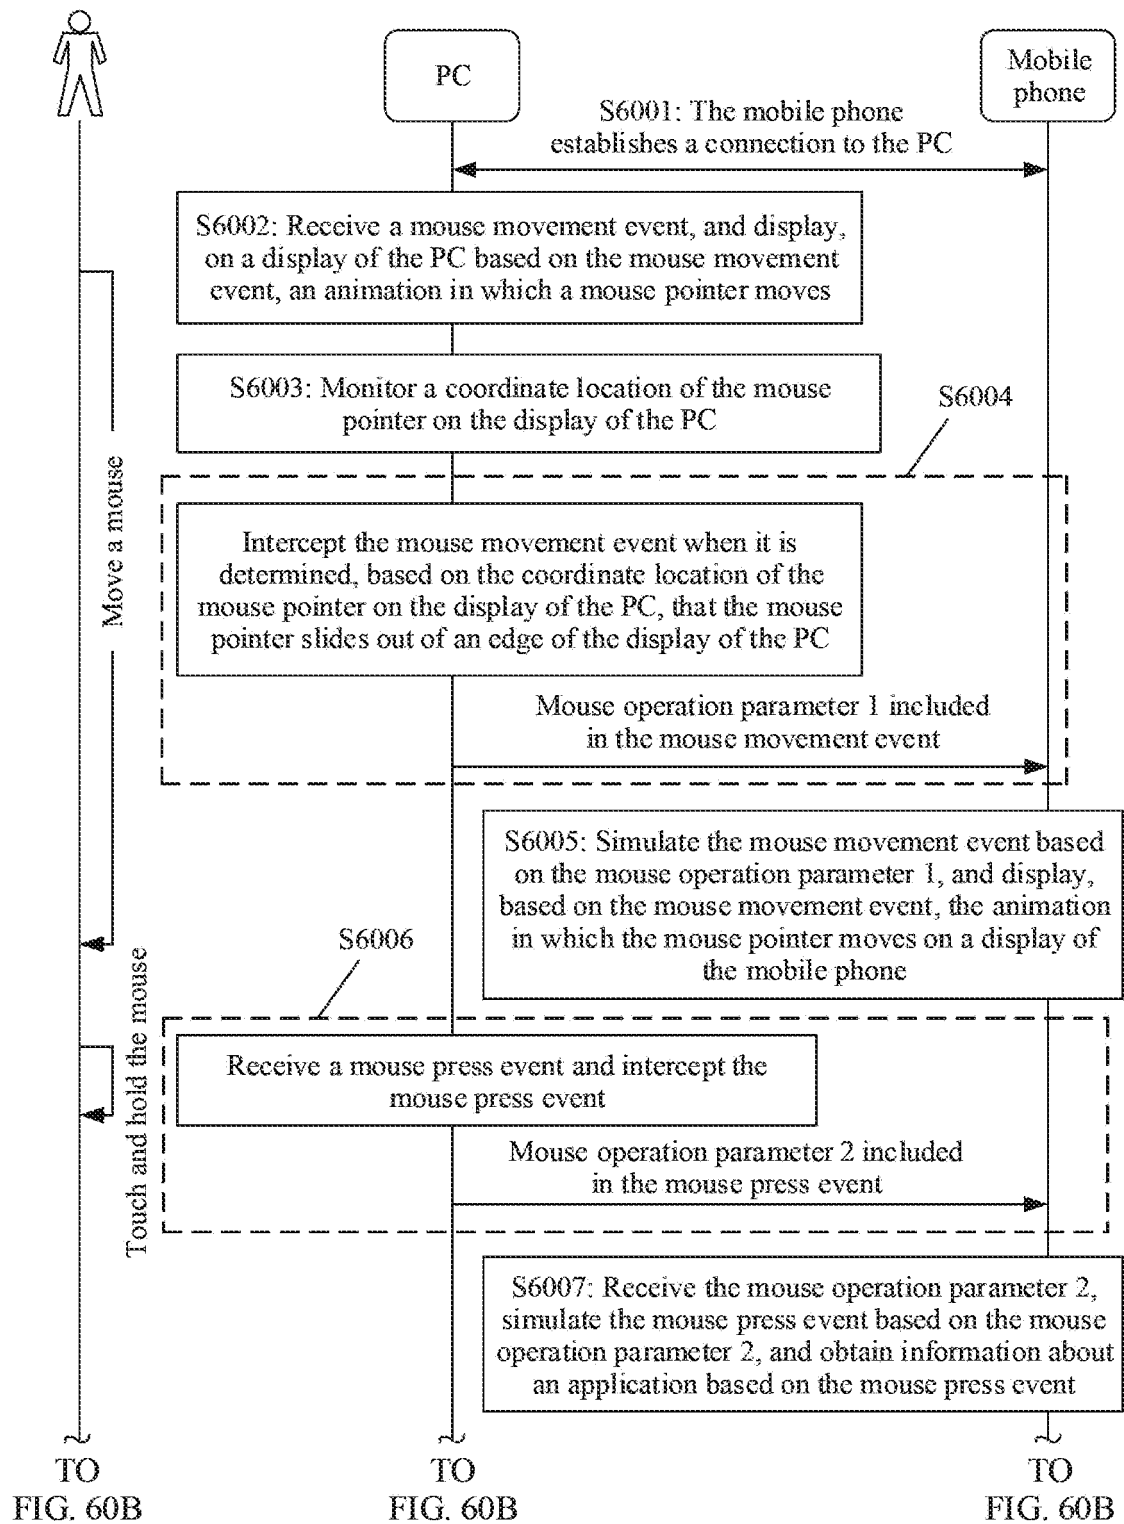 PC
Mobile
phone
S6001: The mobile phone
establishes a connection to the PC
S6002: Receive a mouse movement event, and display,
on a display of the PC based on the mouse movement
event, an animation in which a mouse pointer moves
S6003: Monitor a coordinate location of the mouse
pointer on the display of the PC
S6004
Move a mouse
Intercept the mouse movement event when it is
determined, based on the coordinate location of the
mouse pointer on the display of the PC, that the mouse
pointer slides out of an edge of the display of the PC
Mouse operation parameter 1 included
in the mouse movement event
S6005: Simulate the mouse movement event based
on the mouse operation parameter 1, and display,
based on the mouse movement event, the animation
in which the mouse pointer moves on a display of
the mobile phone
S6006
Touch and hold the mouse
Receive a mouse press event and intercept the
mouse press event
Mouse operation parameter 2 included
in the mouse press event
S6007: Receive the mouse operation parameter 2,
simulate the mouse press event based on the mouse
operation parameter 2, and obtain information about
an application based on the mouse press event
TO
FIG. 60B
TO
FIG. 60B
TO
FIG. 60B